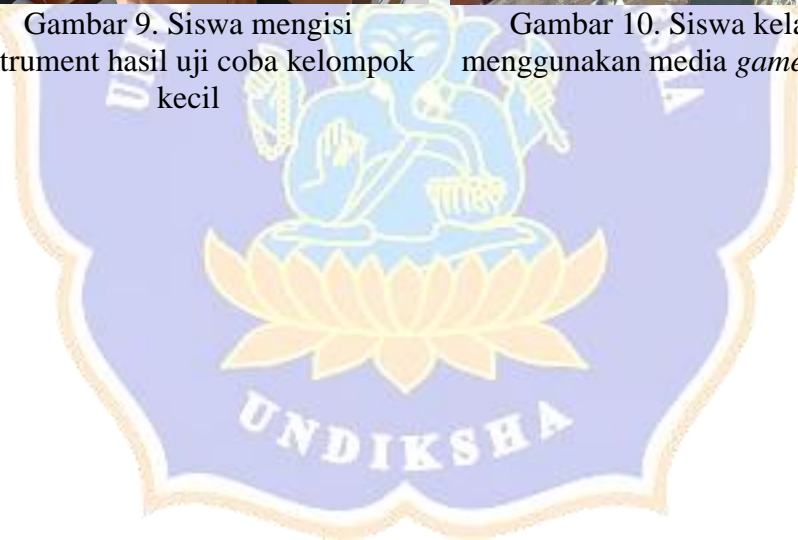 Gambar 9. Siswa mengisi
trument hasil uji coba kelompok
kecil
Gambar 10. Siswa kela
menggunakan media game
UNDIKSHA